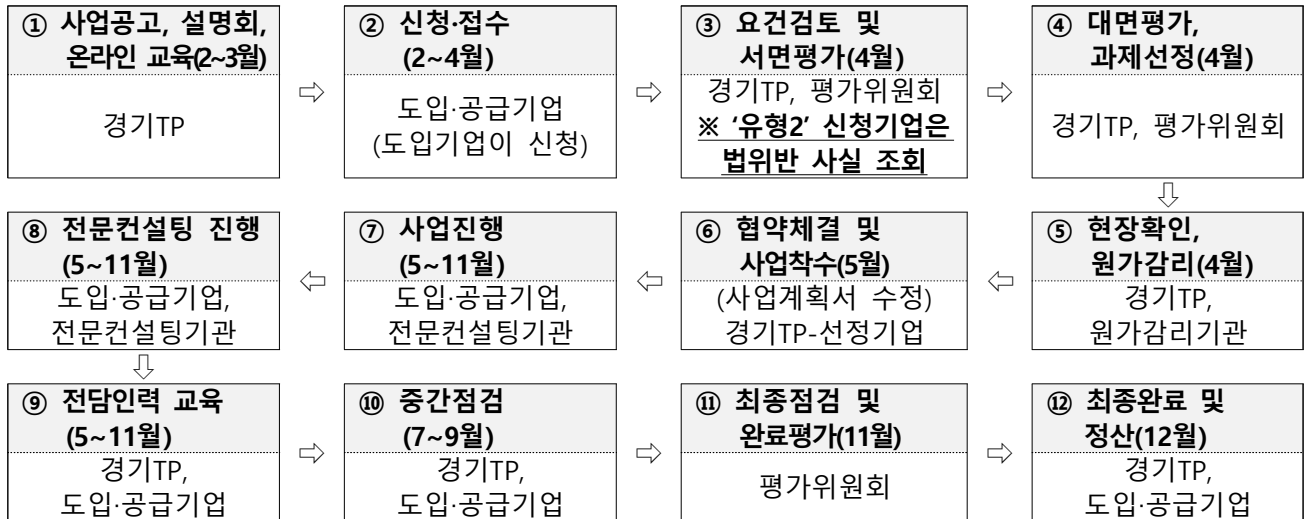 ① 사업공고, 설명회,
온라인 교육(2~3월)
경기TP
⇨
② 신청·접수
(2~4월)
도입·공급기업
(도입기업이 신청)
⇨
③ 요건검토 및
서면평가(4월)
경기TP, 평가위원회
※ ‘유형2’ 신청기업은
법위반 사실 조회
⇨
④ 대면평가,
과제선정(4월)
경기TP, 평가위원회
⇩
⑤ 현장확인,
원가감리(4월)
경기TP,
원가감리기관
⇦
⑥ 협약체결 및
사업착수(5월)
(사업계획서 수정)
경기TP-선정기업
⇦
⑦ 사업진행
(5~11월)
도입·공급기업,
전문컨설팅기관
⇦
⑧ 전문컨설팅 진행
(5~11월)
도입·공급기업,
전문컨설팅기관
⇩
⑨ 전담인력 교육
(5~11월)
경기TP,
도입·공급기업
⇨
⑩ 중간점검
(7~9월)
경기TP,
도입·공급기업
⇨
⑪ 최종점검 및
완료평가(11월)
평가위원회
⇨
⑫ 최종완료 및
정산(12월)
경기TP,
도입·공급기업